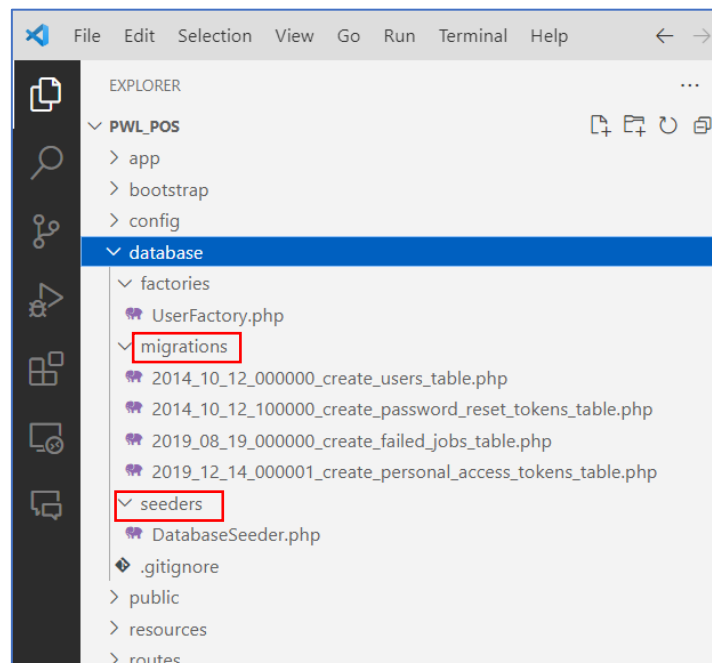 File Edit Selection View Go Run Terminal Help
EXPLORER
PWL_POS
app
bootstrap
config
database
factories
UserFactory.php
migrations
2014_10_12_000000_create_users_table.php
2014_10_12_100000_create_password_reset_tokens_table.php
2019_08_19_000000_create_failed_jobs_table.php
2019_12_14_000001_create_personal_access_tokens_table.php
seeders
DatabaseSeeder.php
.gitignore
public
resources
routes